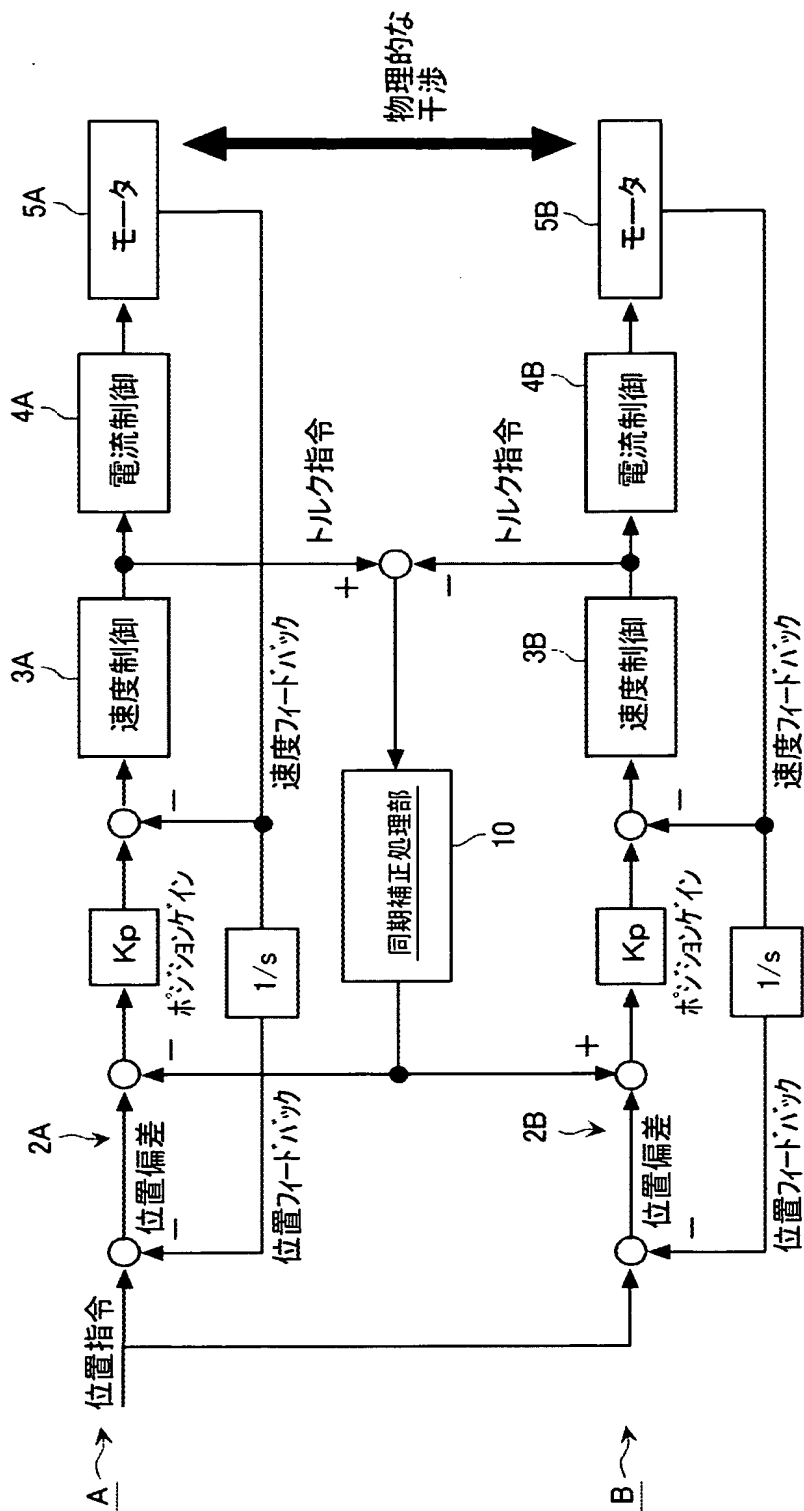 A
位置指令
2A
位置偏差
−
位置フィードバック
−
Kp
ポジションゲイン
1/s
−
3A
速度制御
速度フィードバック
4A
電流制御
5A
モータ
トルク指令
+
−
トルク指令
同期補正処理部
10
物理的な
干渉
B
2B
位置偏差
−
位置フィードバック
+
Kp
ポジションゲイン
1/s
−
3B
速度制御
速度フィードバック
4B
電流制御
5B
モータ